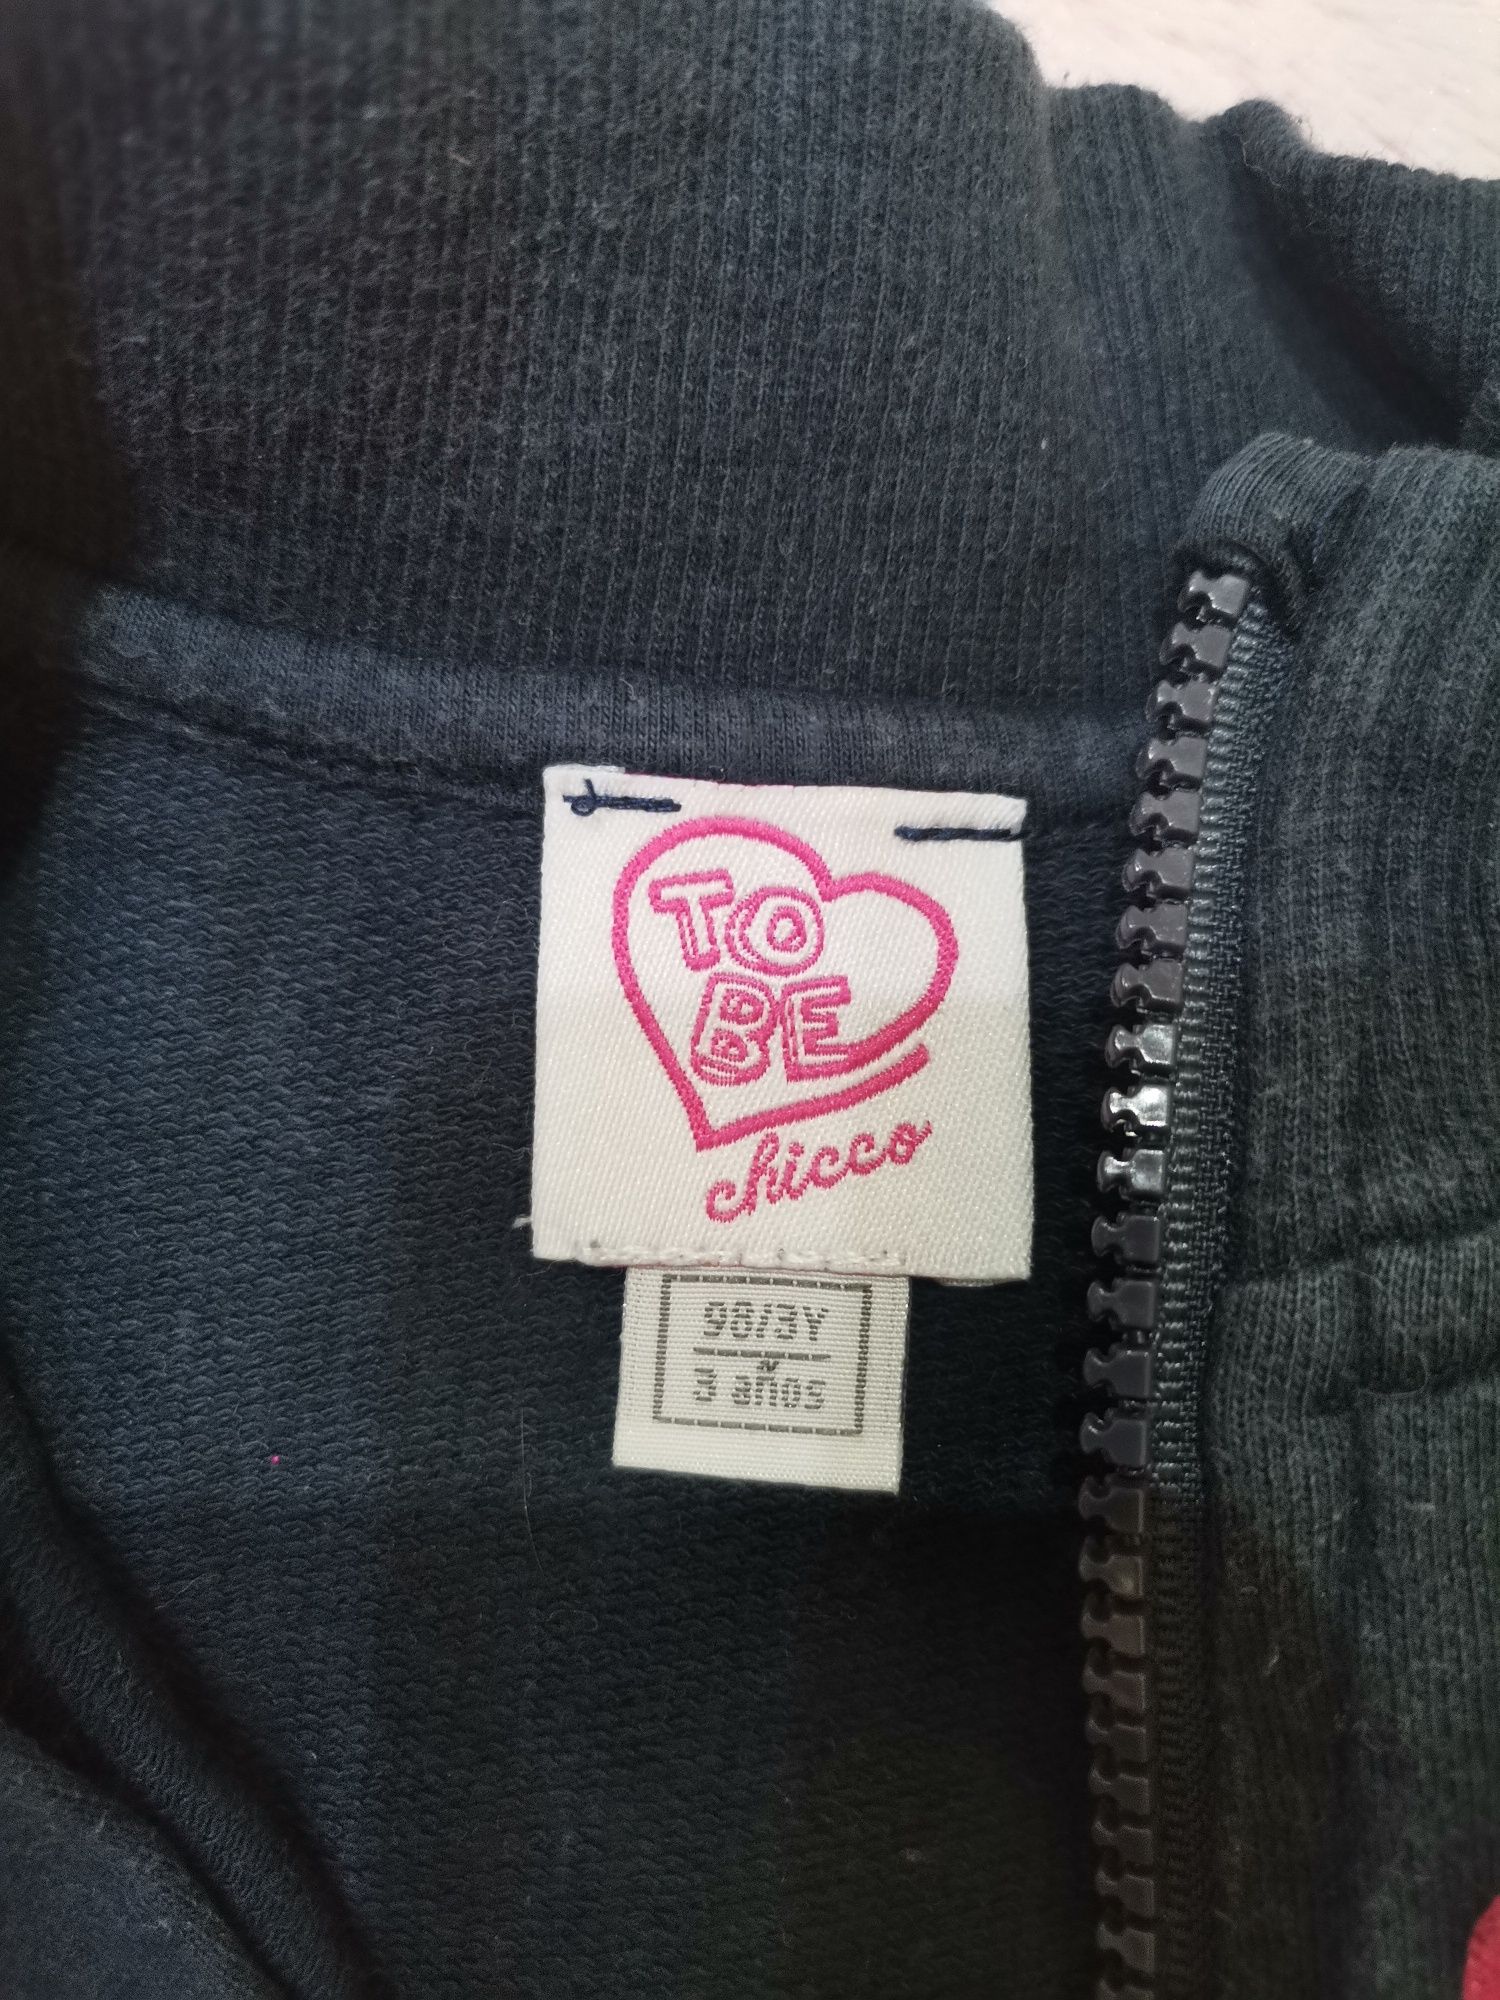 TO
BE
chicco
98/3Y
3 años